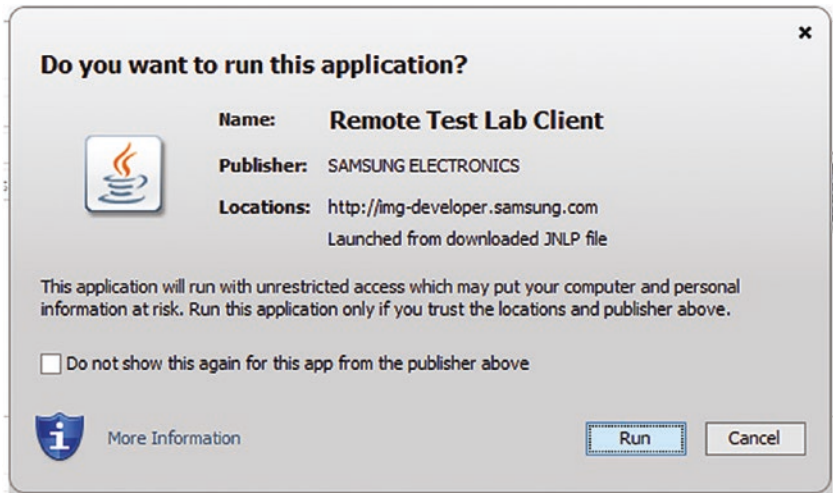 Do you want to run this application?
Name: Remote Test Lab Client
Publisher: SAMSUNG ELECTRONICS
Locations: http://img-developer.samsung.com
Launched from downloaded JNLP file
This application will run with unrestricted access which may put your computer and personal
information at risk. Run this application only if you trust the locations and publisher above.
Do not show this again for this app from the publisher above
More Information
Run
Cancel